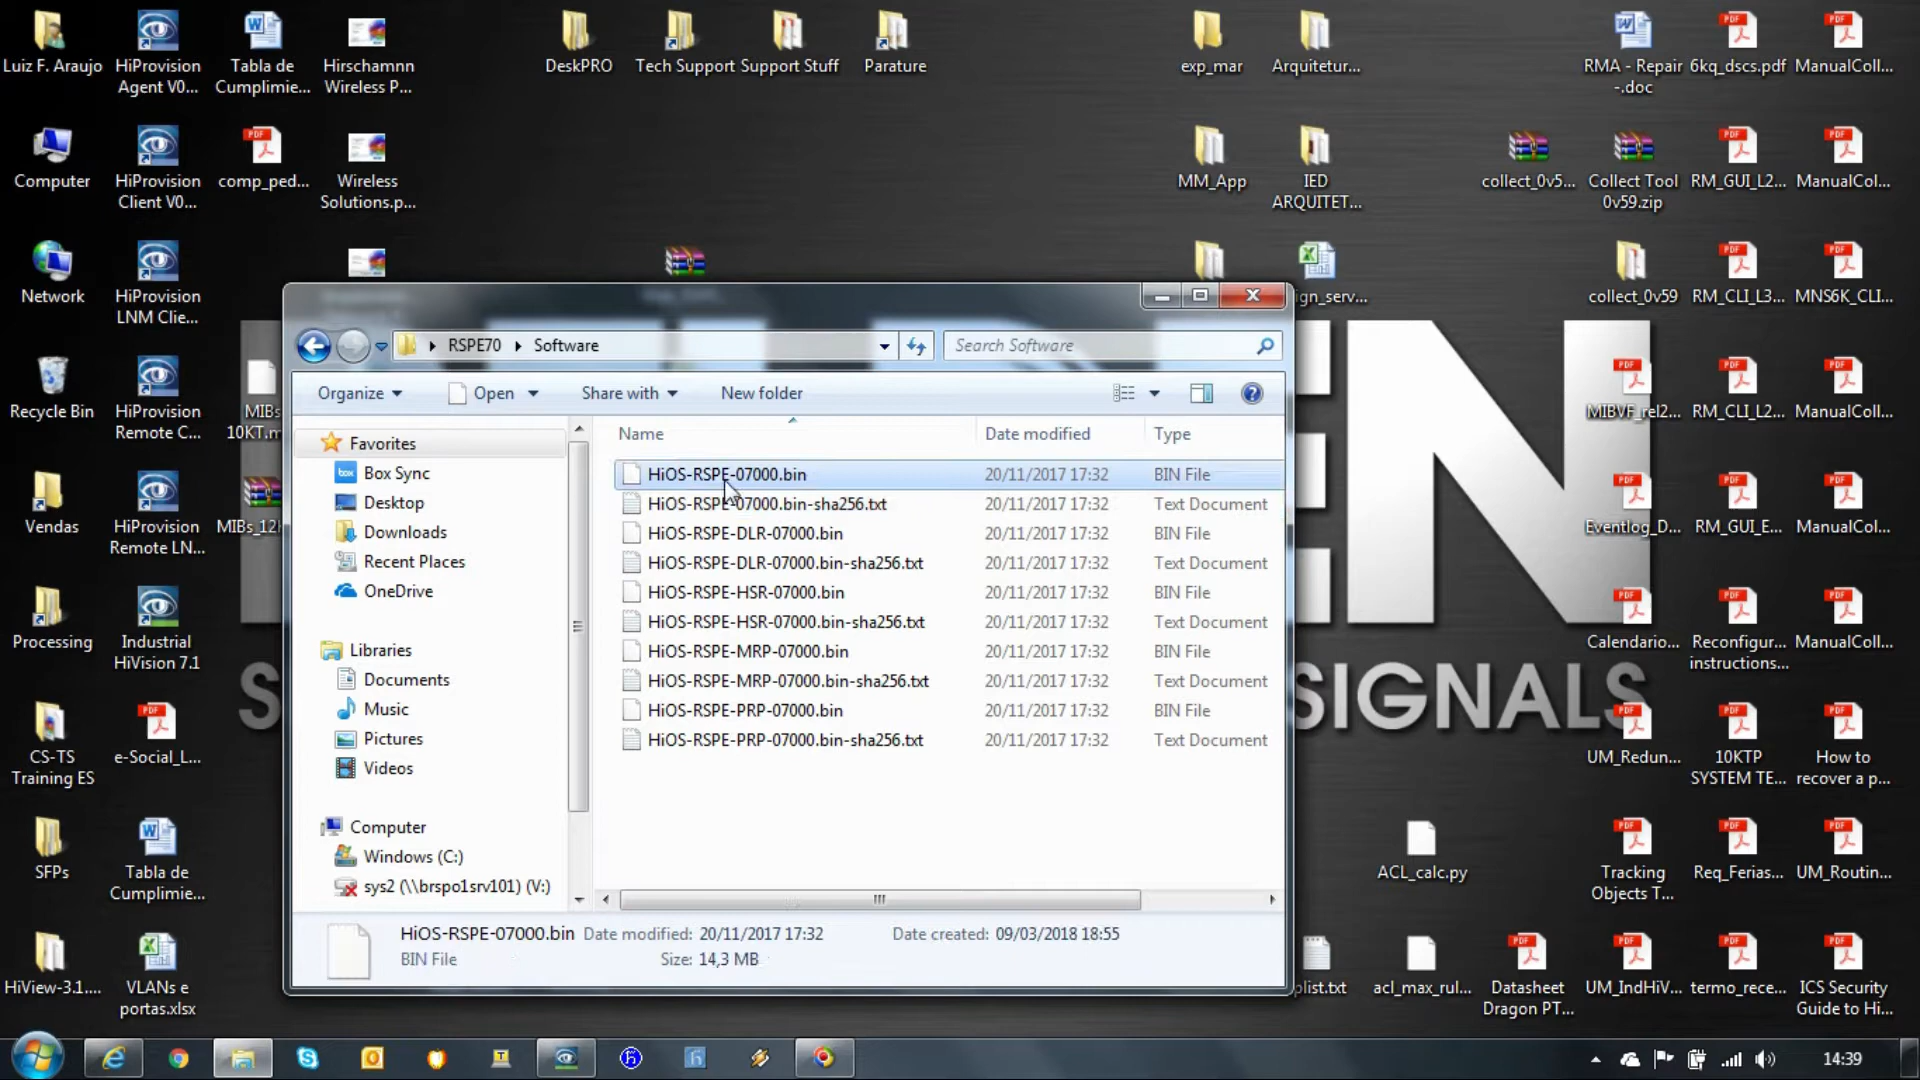 Luiz F. Araujo
HiProvision
Agent V0...
Tabla de
Cumplimie...
Hirschamnn
Wireless P...
DeskPRO
Tech Support
Support Stuff
Parature
exp_mar
Arquitetur...
RMA - Repair
-.doc
6kq_dscs.pdf
ManualColl...
Computer
HiProvision
Client V0...
comp_ped...
Wireless
Solutions.p...
MM_App
IED
ARQUITET...
collect_0v5...
Collect Tool
0v59.zip
RM_GUI_L2...
ManualCol...
Network
HiProvision
LNM Clie...
ign_serv...
collect_0v59
RM_CLI_L3...
MNS6K_CLI...
Recycle Bin
HiProvision
Remote C...
MIBs
10KT.m
MIBVF_rel2...
RM_CLI_L2...
ManualColl...
Vendas
HiProvision
Remote LN...
MIBs_12
Eventlog_D...
RM_GUI_E...
ManualColl...
Processing
Industrial
HiVision 7.1
Calendario...
Reconfigur...
instructions...
ManualColl...
CS-TS
Training ES
e-Social_L...
UM_Redun...
10KTP
SYSTEM TE...
How to
recover a p...
SFPs
Tabla de
Cumplimie...
ACL_calc.py
Tracking
Objects T...
Req_Ferias...
UM_Routin...
HiView-3.1....
VLANs e
portas.xlsx
plist.txt
acl_max_rul...
Datasheet
Dragon PT...
UM_IndHiV...
termo_rece...
ICS Security
Guide to Hi...
EN
S
SIGNALS
RSPE70
Software
Search Software
Organize
Open
Share with
New folder
Favorites
Box Sync
Desktop
Downloads
Recent Places
OneDrive
Libraries
Documents
Music
Pictures
Videos
Computer
Windows (C:)
sys2 (\\brspo1srv101) (V:)
Name Date modified Type
HiOS-RSPE-07000.bin 20/11/2017 17:32 BIN File
HiOS-RSPE-07000.bin-sha256.txt 20/11/2017 17:32 Text Document
HiOS-RSPE-DLR-07000.bin 20/11/2017 17:32 BIN File
HiOS-RSPE-DLR-07000.bin-sha256.txt 20/11/2017 17:32 Text Document
HiOS-RSPE-HSR-07000.bin 20/11/2017 17:32 BIN File
HiOS-RSPE-HSR-07000.bin-sha256.txt 20/11/2017 17:32 Text Document
HiOS-RSPE-MRP-07000.bin 20/11/2017 17:32 BIN File
HiOS-RSPE-MRP-07000.bin-sha256.txt 20/11/2017 17:32 Text Document
HiOS-RSPE-PRP-07000.bin 20/11/2017 17:32 BIN File
HiOS-RSPE-PRP-07000.bin-sha256.txt 20/11/2017 17:32 Text Document
HiOS-RSPE-07000.bin Date modified: 20/11/2017 17:32 Date created: 09/03/2018 18:55
BIN File Size: 14,3 MB
14:39